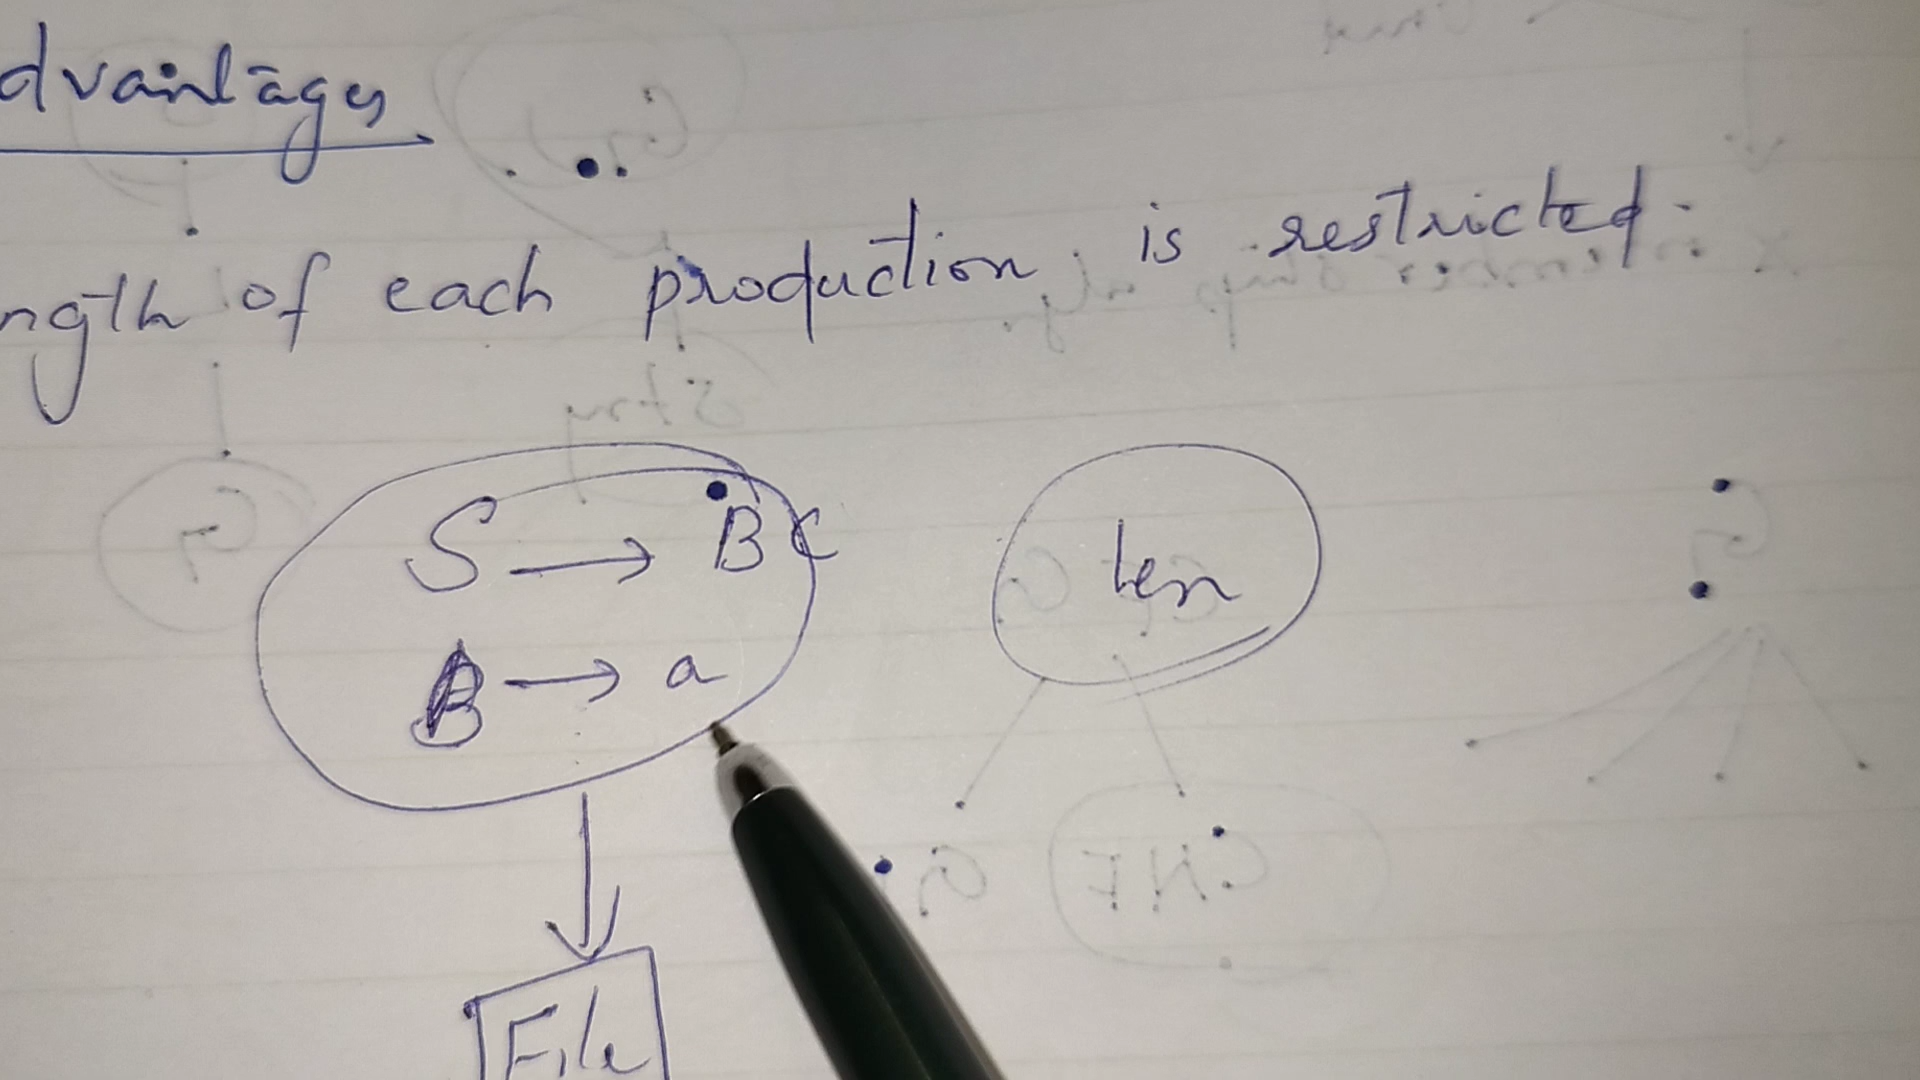 dvantages
ngth of each production is restricted.
S → BC
B → a
len
File